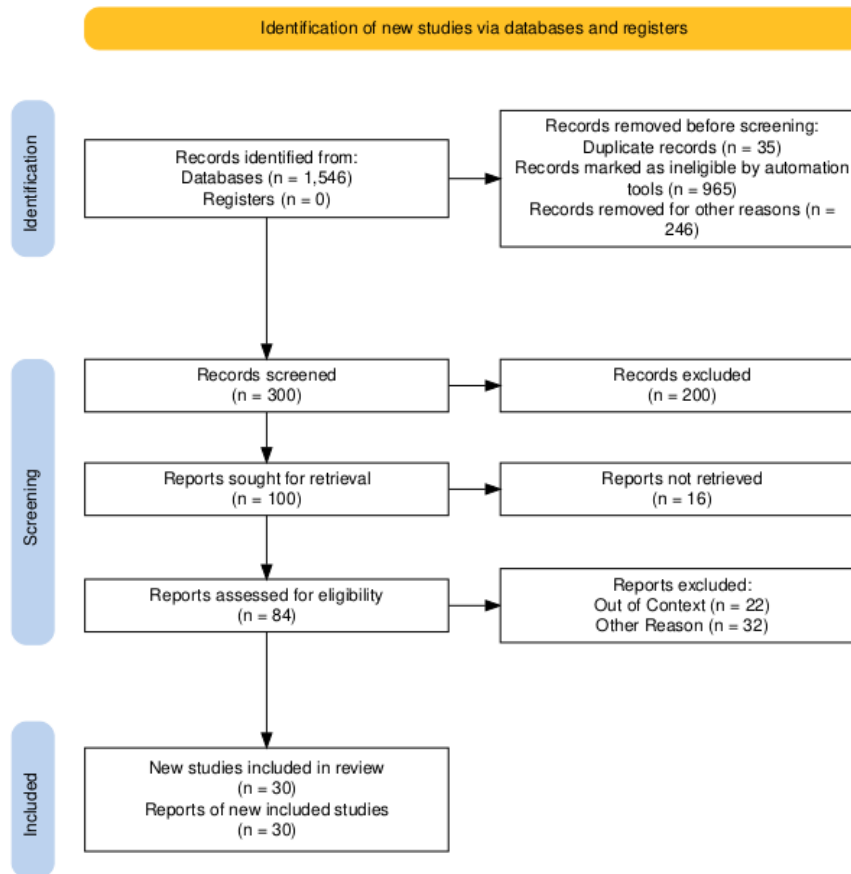 Identification of new studies via databases and registers
Identification
Records identified from:
Databases (n = 1,546)
Registers (n = 0)
Records removed before screening:
Duplicate records (n = 35)
Records marked as ineligible by automation
tools (n = 965)
Records removed for other reasons (n =
246)
Screening
Records screened
(n = 300)
Records excluded
(n = 200)
Reports sought for retrieval
(n = 100)
Reports not retrieved
(n = 16)
Reports assessed for eligibility
(n = 84)
Reports excluded:
Out of Context (n = 22)
Other Reason (n = 32)
Included
New studies included in review
(n = 30)
Reports of new included studies
(n = 30)